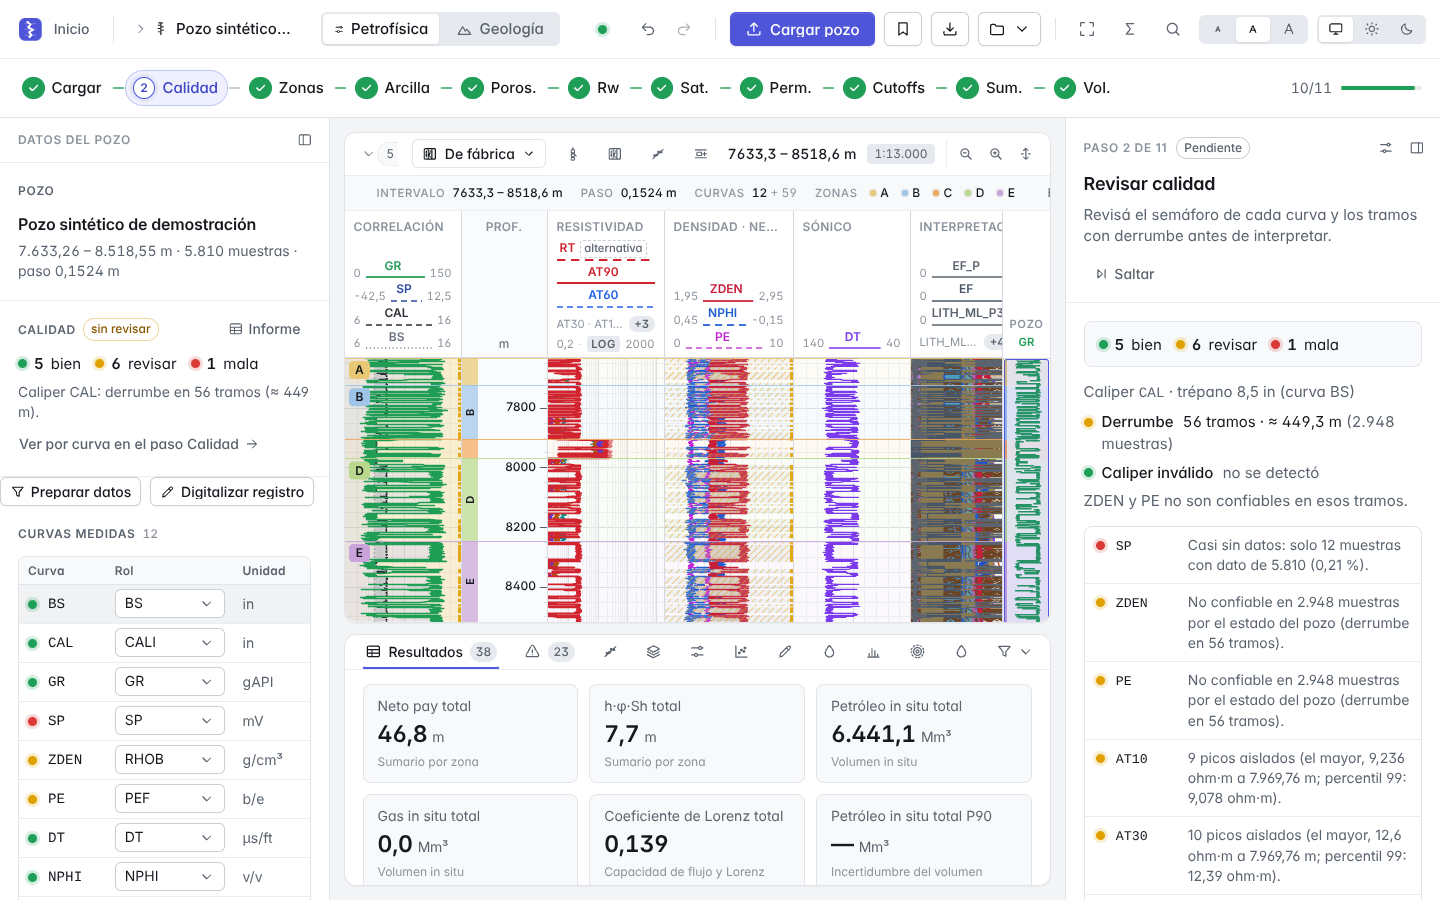 Inicio
Pozo sintético...
Petrofísica
Geología
Cargar pozo
A
A
A
Cargar
2
Calidad
Zonas
Arcilla
Poros.
Rw
Sat.
Perm.
Cutoffs
Sum.
Vol.
10/11
DATOS DEL POZO
POZO
Pozo sintético de demostración
7.633,26 – 8.518,55 m · 5.810 muestras ·
paso 0,1524 m
CALIDAD
sin revisar
Informe
5 bien
6 revisar
1 mala
Caliper CAL: derrumbe en 56 tramos (≈ 449
m).
Ver por curva en el paso Calidad →
Preparar datos
Digitalizar registro
CURVAS MEDIDAS 12
Curva
Rol
Unidad
BS
BS
in
CAL
CALI
in
GR
GR
gAPI
SP
SP
mV
ZDEN
RHOB
g/cm³
PE
PEF
b/e
DT
DT
µs/ft
NPHI
NPHI
v/v
5
De fábrica
7633,3 – 8518,6 m
1:13.000
INTERVALO 7633,3 – 8518,6 m
PASO 0,1524 m
CURVAS 12 + 59
ZONAS
A
B
C
D
E
CORRELACIÓN
PROF.
RESISTIVIDAD
DENSIDAD · NE...
SÓNICO
INTERPRETAC
0 GR 150
-42,5 SP 12,5
6 CAL 16
6 BS 16
m
RT alternativa
AT90
AT60
AT30 · AT1... +3
0,2 · LOG 2000
1,95 ZDEN 2,95
0,45 NPHI -0,15
0 PE 10
140 DT 40
0 EF_P
0 EF
0 LITH_ML_P3
LITH_ML... +4
POZO
GR
A
B
D
E
B
D
E
7800
8000
8200
8400
Resultados 38
23
Neto pay total
46,8 m
Sumario por zona
h·φ·Sh total
7,7 m
Sumario por zona
Petróleo in situ total
6.441,1 Mm³
Volumen in situ
Gas in situ total
0,0 Mm³
Volumen in situ
Coeficiente de Lorenz total
0,139
Capacidad de flujo y Lorenz
Petróleo in situ total P90
— Mm³
Incertidumbre del volumen
PASO 2 DE 11
Pendiente
Revisar calidad
Revisá el semáforo de cada curva y los tramos
con derrumbe antes de interpretar.
Saltar
5 bien
6 revisar
1 mala
Caliper CAL · trépano 8,5 in (curva BS)
Derrumbe 56 tramos · ≈ 449,3 m (2.948
muestras)
Caliper inválido no se detectó
ZDEN y PE no son confiables en esos tramos.
SP
Casi sin datos: solo 12 muestras
con dato de 5.810 (0,21 %).
ZDEN
No confiable en 2.948 muestras
por el estado del pozo (derrumbe
en 56 tramos).
PE
No confiable en 2.948 muestras
por el estado del pozo (derrumbe
en 56 tramos).
AT10
9 picos aislados (el mayor, 9,236
ohm·m a 7.969,76 m; percentil 99:
9,078 ohm·m).
AT30
10 picos aislados (el mayor, 12,6
ohm·m a 7.969,76 m; percentil 99:
12,39 ohm·m).